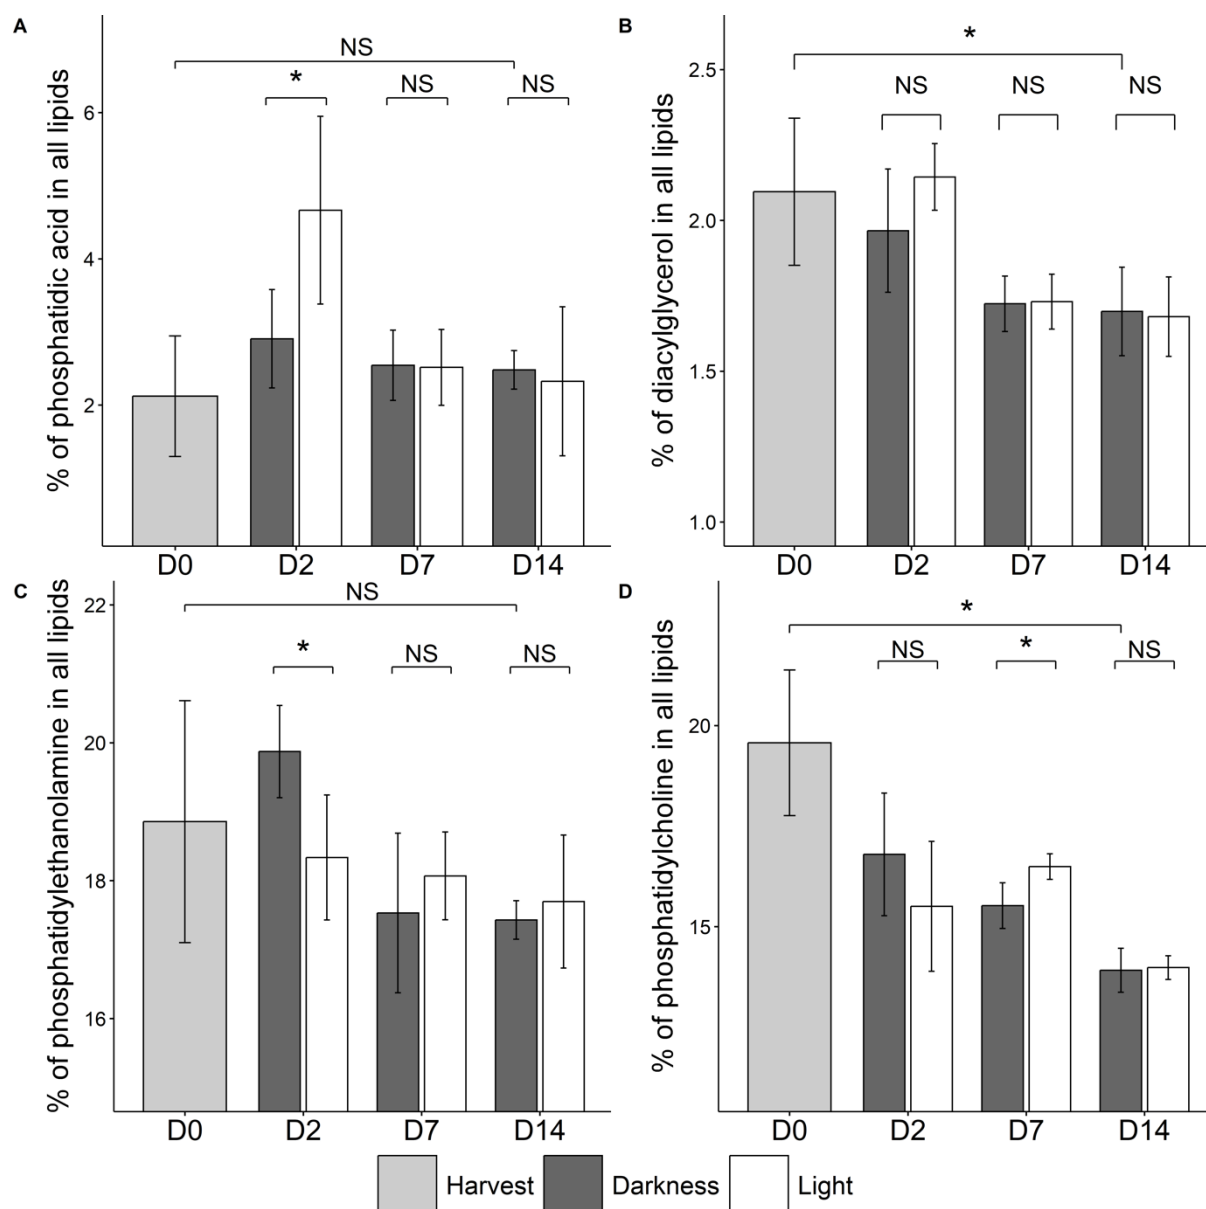 A
% of phosphatidic acid in all lipids
6
4
2
NS
*
NS
NS
D0 D2 D7 D14
B
% of diacylglycerol in all lipids
2.5
2.0
1.5
1.0
*
NS
NS
NS
D0 D2 D7 D14
C
% of phosphatidylethanolamine in all lipids
22
20
18
16
NS
*
NS
NS
D0 D2 D7 D14
D
% of phosphatidylcholine in all lipids
20
15
*
NS
*
NS
D0 D2 D7 D14
Harvest Darkness Light